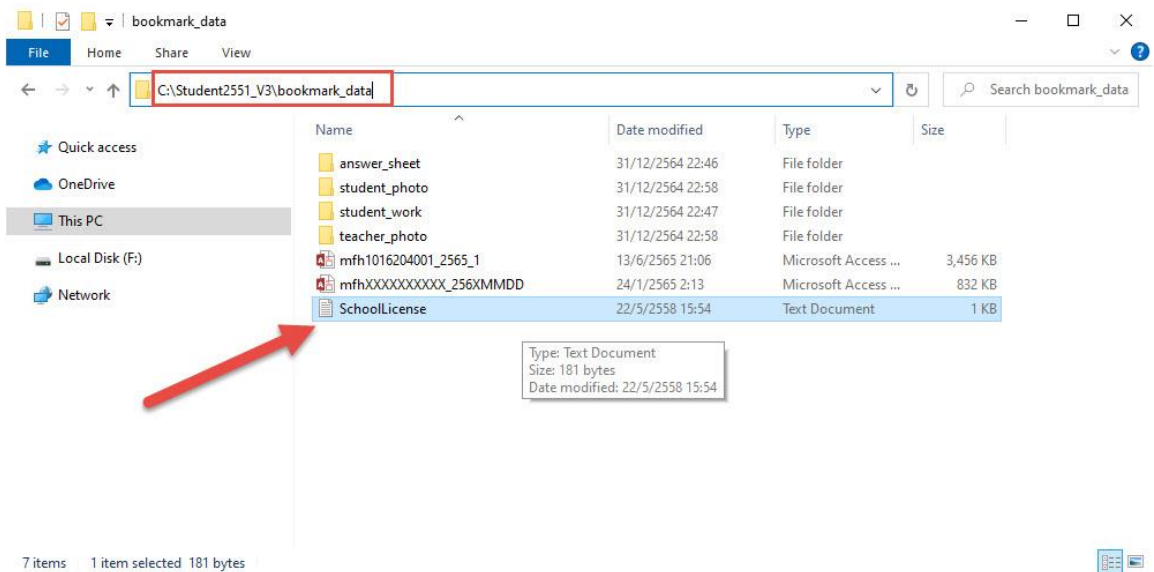 bookmark_data
File Home Share View
C:\Student2551_V3\bookmark_data
Search bookmark_data
Name Date modified Type Size
Quick access
OneDrive
This PC
Local Disk (F:)
Network
answer_sheet 31/12/2564 22:46 File folder
student_photo 31/12/2564 22:58 File folder
student_work 31/12/2564 22:47 File folder
teacher_photo 31/12/2564 22:58 File folder
mfh1016204001_2565_1 13/6/2565 21:06 Microsoft Access ... 3,456 KB
mfhXXXXXXXXXX_256XMMDD 24/1/2565 2:13 Microsoft Access ... 832 KB
SchoolLicense 22/5/2558 15:54 Text Document 1 KB
Type: Text Document
Size: 181 bytes
Date modified: 22/5/2558 15:54
7 items 1 item selected 181 bytes